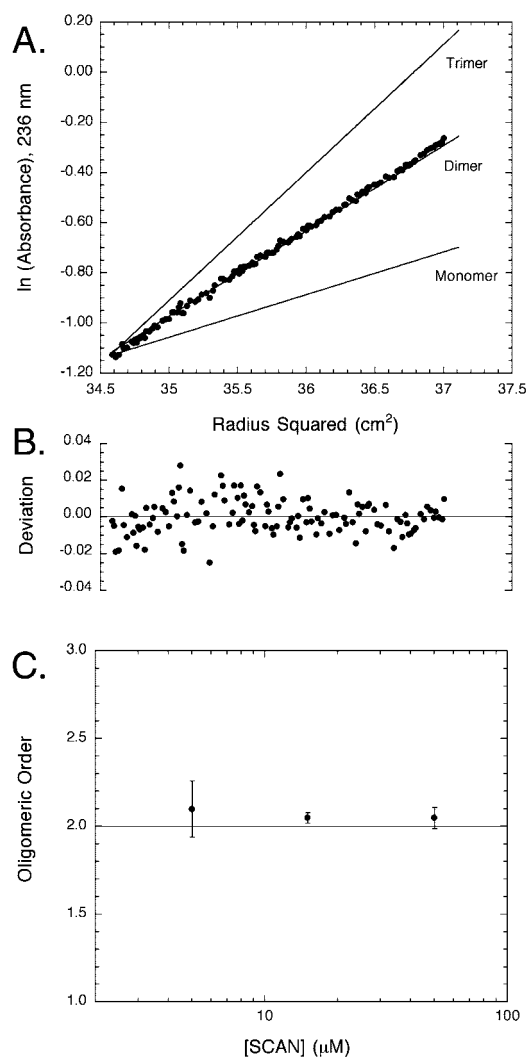 A.
0.20
0.00
-0.20
-0.40
-0.60
-0.80
-1.00
-1.20
ln (Absorbance), 236 nm
Trimer
Dimer
Monomer
34.5 35 35.5 36 36.5 37 37.5
Radius Squared (cm²)
B.
0.04
0.02
0.00
-0.02
-0.04
Deviation
C.
3.0
2.5
2.0
1.5
1.0
Oligomeric Order
10 100
[SCAN] (μM)